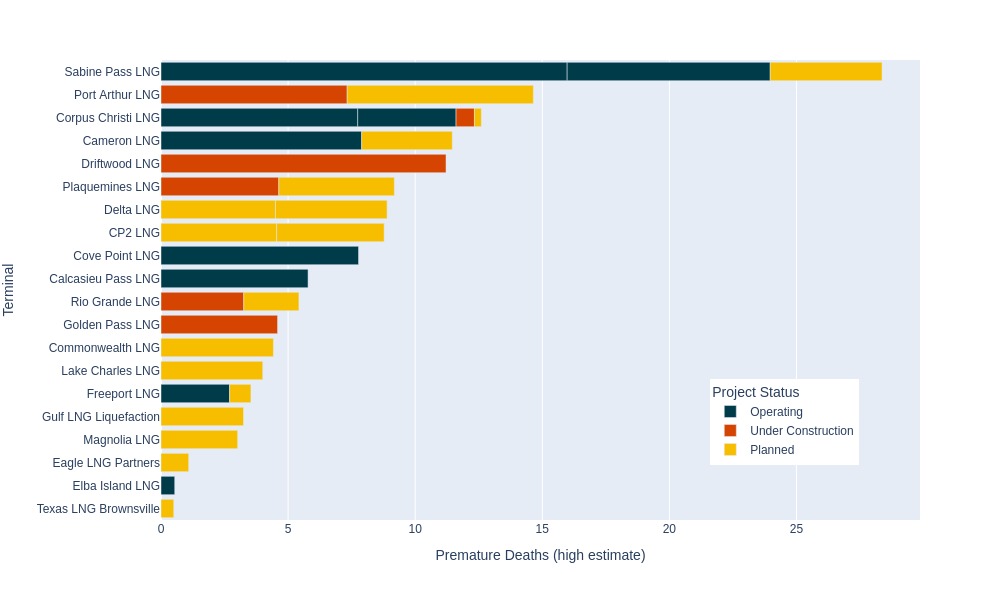 Sabine Pass LNG
Port Arthur LNG
Corpus Christi LNG
Cameron LNG
Driftwood LNG
Plaquemines LNG
Delta LNG
CP2 LNG
Cove Point LNG
Calcasieu Pass LNG
Rio Grande LNG
Golden Pass LNG
Commonwealth LNG
Lake Charles LNG
Freeport LNG
Gulf LNG Liquefaction
Magnolia LNG
Eagle LNG Partners
Elba Island LNG
Texas LNG Brownsville
Terminal
0 5 10 15 20 25
Premature Deaths (high estimate)
Project Status
Operating
Under Construction
Planned